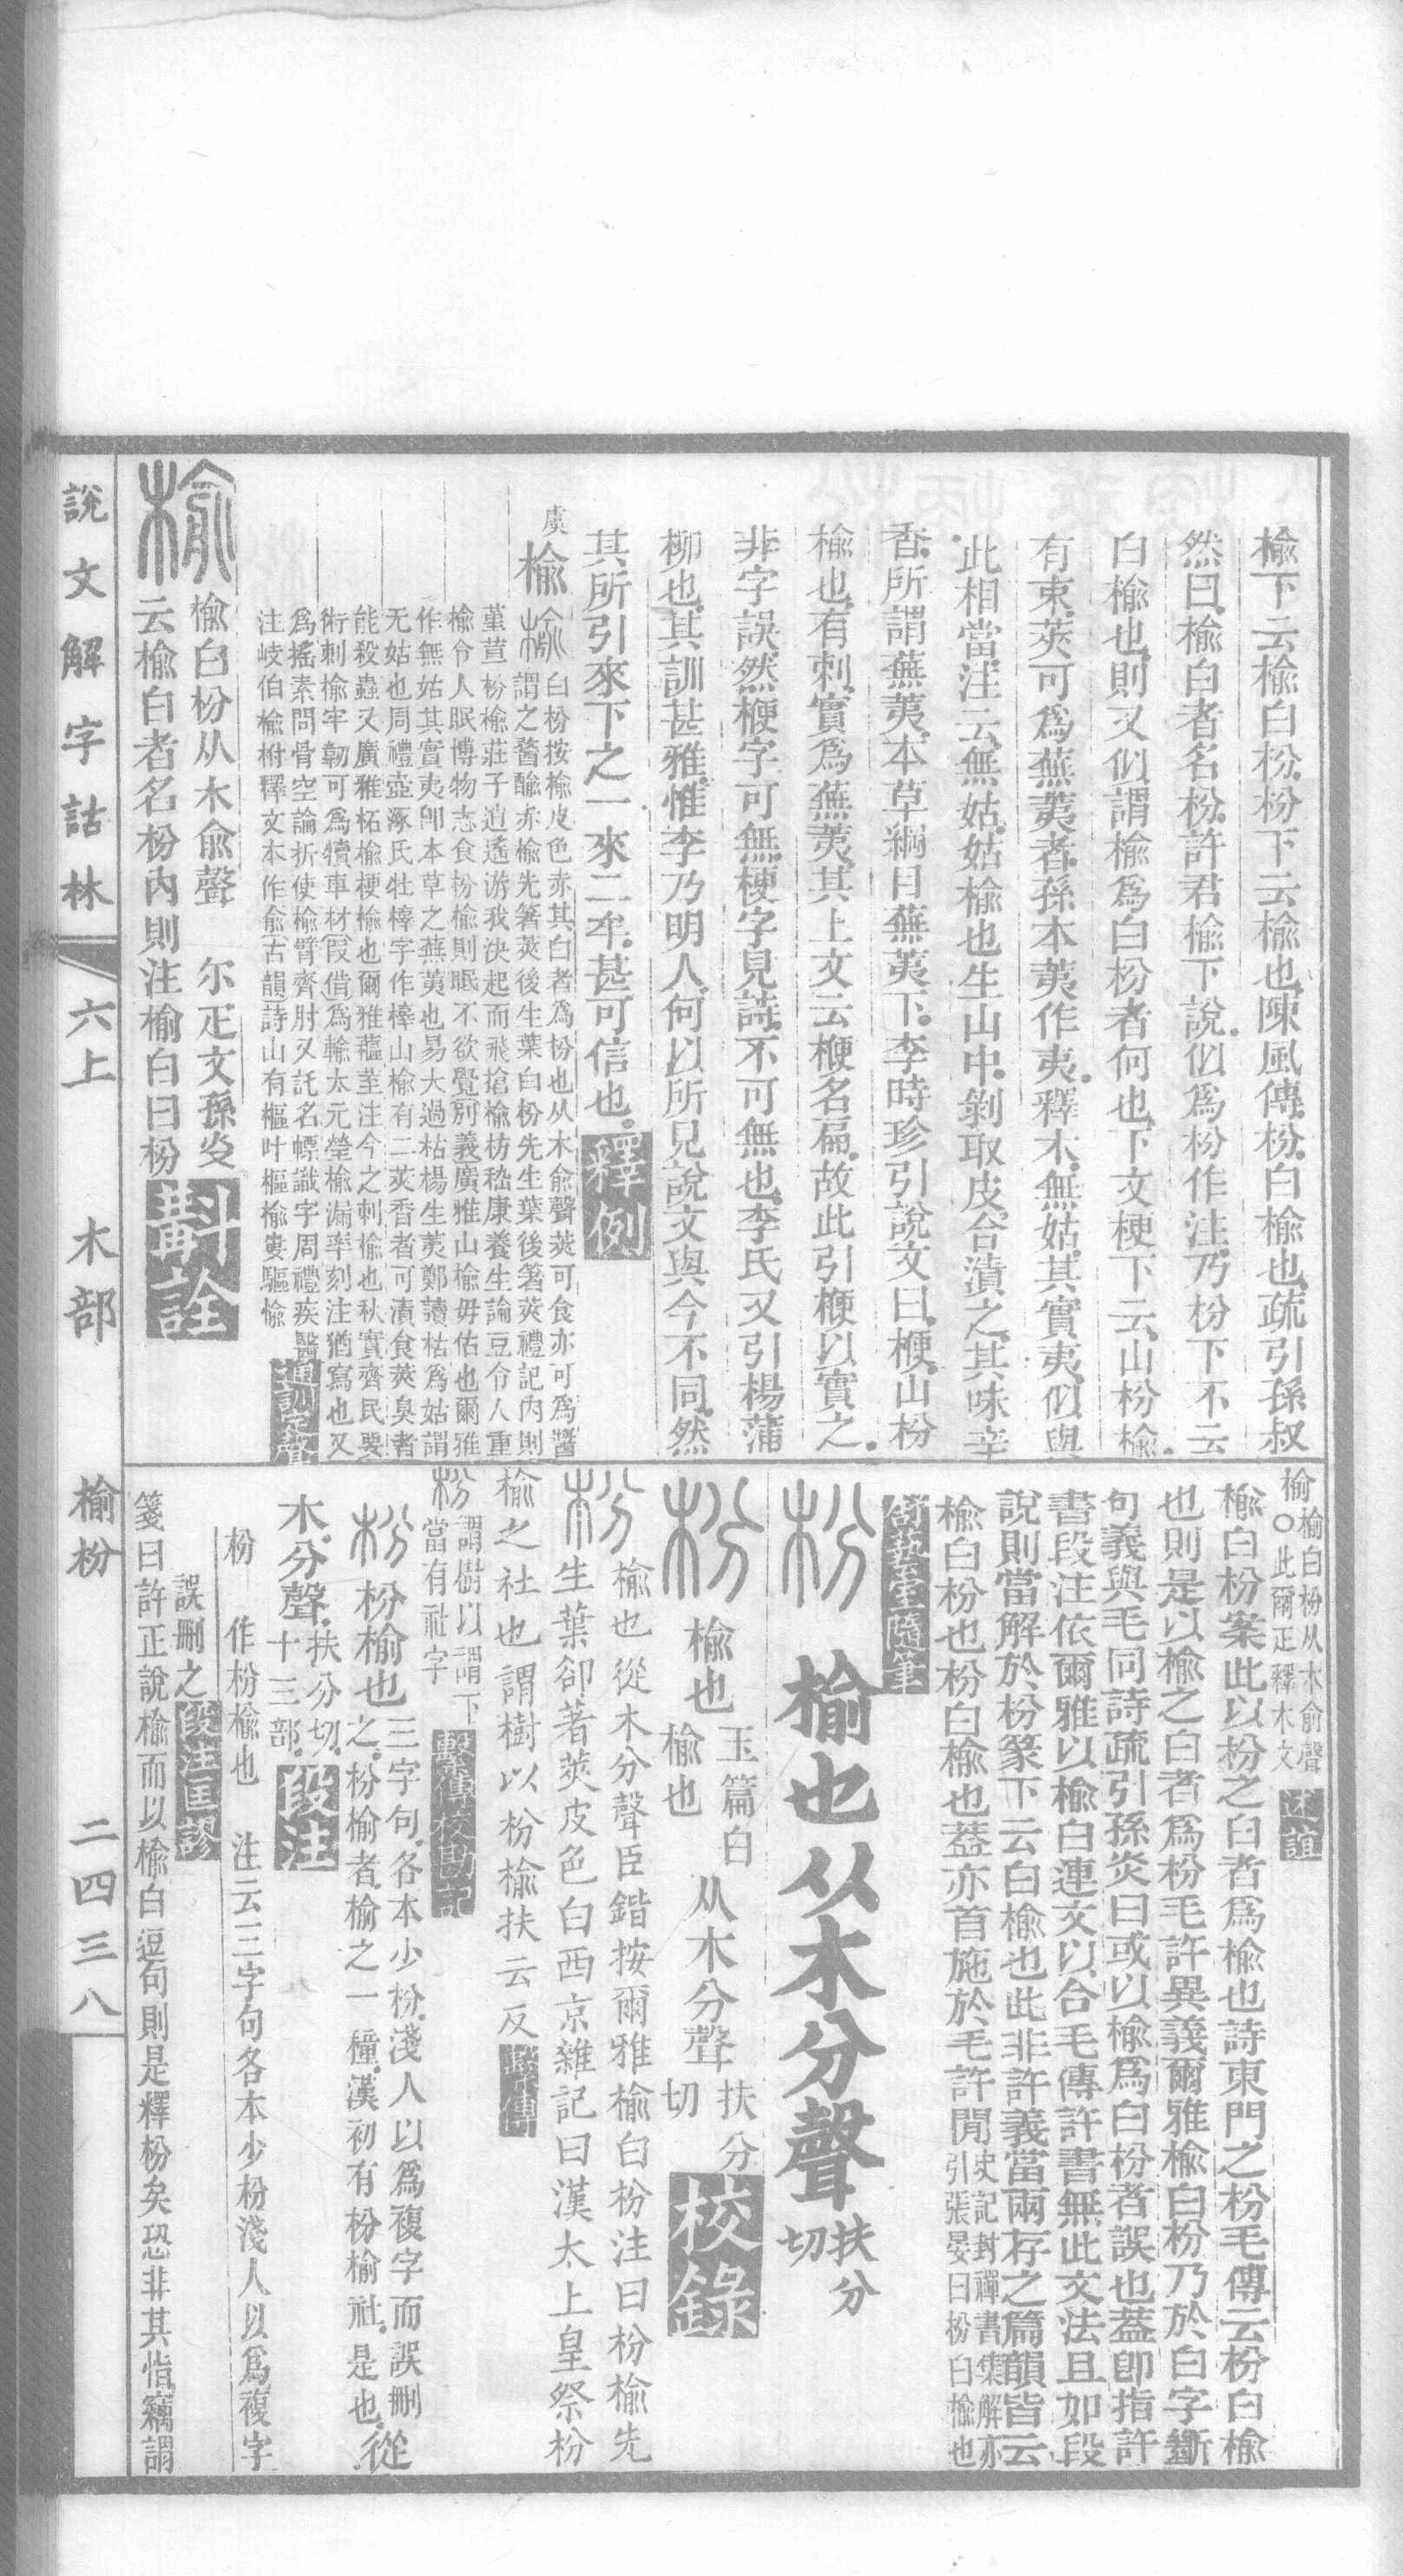 榆下云榆白枌枌下云榆也陳風傳枌白榆也疏引孫叔
然曰榆白者名枌許君榆下說似爲枌作注乃枌下不云
白榆也則又似謂榆爲白枌者何也下文梗下云山枌榆
有朿莢可爲蕪荑者孫本荑作夷釋木無姑其實夷似與
此相當注云無姑姑榆也生山中剝取皮合漬之其味辛
香所謂蕪荑本草綱目蕪荑下李時珍引說文曰梗山枌
榆也有刺實爲蕪荑其上文云梗名扁故此引梗以實之
非字誤然梗字可無梗字見詩不可無也李氏又引楊蒲
柳也其訓甚雅惟李乃明人何以所見說文與今不同然
其所引來下之一來二牟甚可信也釋例
虞榆
白枌按榆皮色赤其白者爲枌也从木俞聲莢可食亦可爲醬
謂之䤅亦榆先箸莢後生葉白枌先生葉後箸莢禮記內則
堇荁枌榆莊子逍遙游我決起而飛搶榆枋嵇康養生論豆令人重
榆令人眠博物志食枌榆則眠不欲覺別義廣雅山榆毋估也爾雅
作無姑其實夷卽本草之蕪荑也易大過枯楊生荑鄭讀枯爲姑謂
无姑也周禮壺涿氏牡橭字作橭山榆有二莢香者可漬食莢臭者
能殺蟲又廣雅柘榆梗榆也爾雅藲荎注今之刺榆也秋實齊民要
術刺榆牢韌可爲犢車材叚借爲輸太元瑩榆漏率刻注猶寫也又
爲搖素問骨空論折使榆臂齊肘又託名幖識字周禮疾醫
注岐伯榆柎釋文本作俞古韻詩山有樞叶樞榆婁驅愉
通訓定聲
榆榆白枌从木俞聲 尔疋文孫炎
云榆白者名枌內則注榆白曰枌斠詮
榆榆白枌从木俞聲
○此爾正釋木文述誼
榆白枌案此以枌之白者爲榆也詩東門之枌毛傳云枌白榆
也則是以榆之白者爲枌毛許異義爾雅榆白枌乃於白字斷
句義與毛同詩疏引孫炎曰或以榆爲白枌者誤也蓋卽指許
書段注依爾雅以榆白連文以合毛傳許書無此文法且如段
說則當解於枌篆下云白榆也此非許義當兩存之篇韻皆云
榆白枌也枌白榆也蓋亦首施於毛許閒史記封禪書集解亦
引張晏曰枌白榆也
舒藝室隨筆
枌 榆也从木分聲扶分切
枌榆也玉篇白榆也从木分聲扶分切校錄
枌榆也從木分聲臣鍇按爾雅榆白枌注曰枌榆先
生葉卻著莢皮色白西京雜記曰漢太上皇祭枌
榆之社也謂樹以枌榆扶云反繫傳
枌謂樹以謂下
當有社字繫傳校勘記
枌枌榆也三字句各本少枌淺人以爲複字而誤刪
之枌榆者榆之一種漢初有枌榆社是也從
木分聲扶分切十三部段注
枌 作枌榆也 注云三字句各本少枌淺人以爲複字
誤刪之段注匡謬
箋曰許正說榆而以榆白逗句則是釋枌矣恐非其恉竊謂
說文解字詁林 六上 木部 榆枌 二四三八